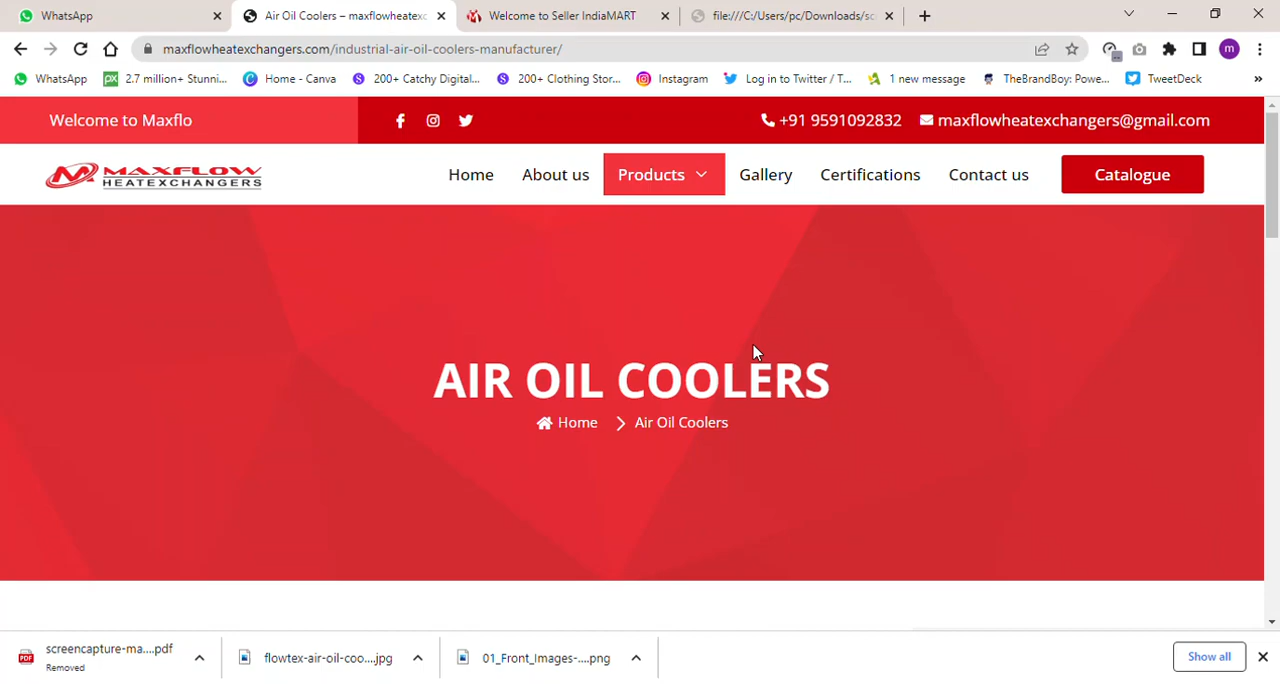 WhatsApp
Air Oil Coolers – maxflowheatexc
Welcome to Seller IndiaMART
file:///C:/Users/pc/Downloads/sc
maxflowheatexchangers.com/industrial-air-oil-coolers-manufacturer/
m
WhatsApp
2.7 million+ Stunni...
Home - Canva
200+ Catchy Digital...
200+ Clothing Stor...
Instagram
Log in to Twitter / T...
1 new message
TheBrandBoy: Powe...
TweetDeck
Welcome to Maxflo
+91 9591092832
maxflowheatexchangers@gmail.com
MAXFLOW
HEATEXCHANGERS
Home
About us
Products
Gallery
Certifications
Contact us
Catalogue
AIR OIL COOLERS
Home
Air Oil Coolers
screencapture-ma....pdf
Removed
flowtex-air-oil-coo....jpg
01_Front_Images-....png
Show all